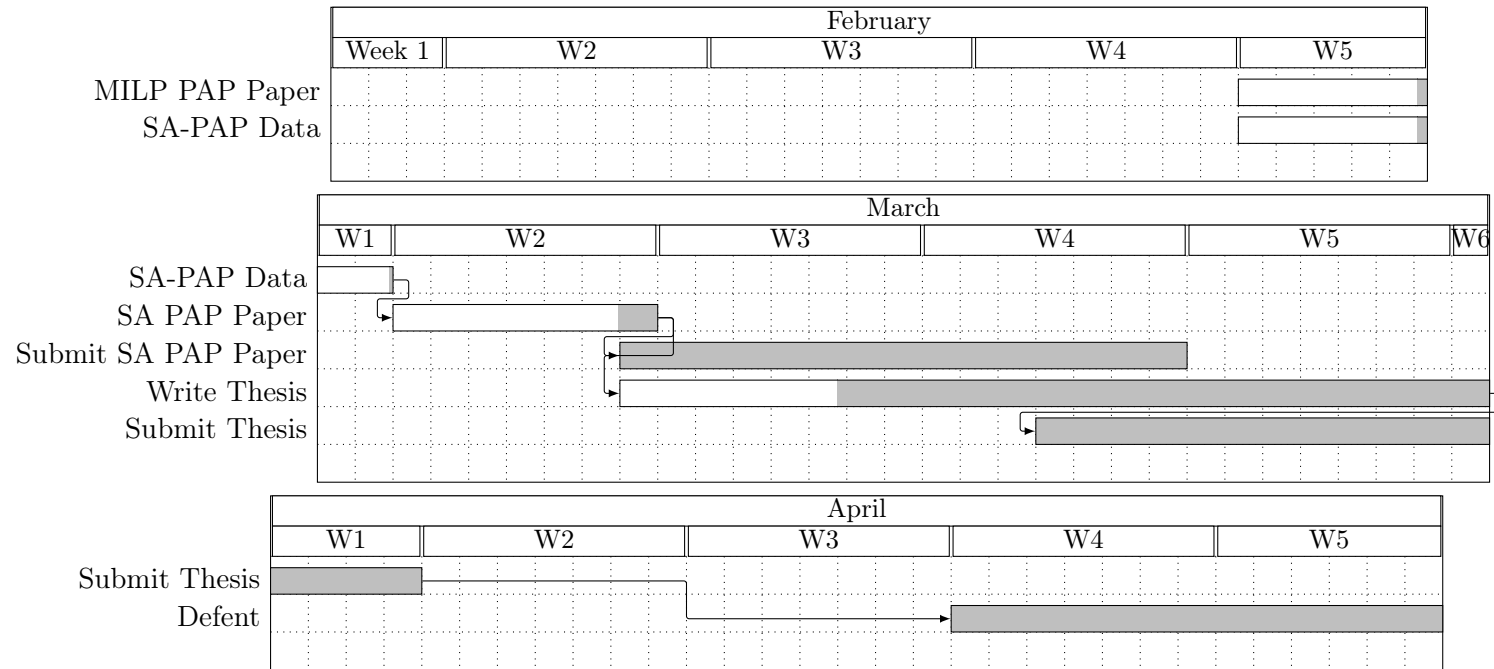 February
Week 1 W2 W3 W4 W5
MILP PAP Paper
SA-PAP Data
March
W1 W2 W3 W4 W5 W6
SA-PAP Data
SA PAP Paper
Submit SA PAP Paper
Write Thesis
Submit Thesis
April
W1 W2 W3 W4 W5
Submit Thesis
Defent